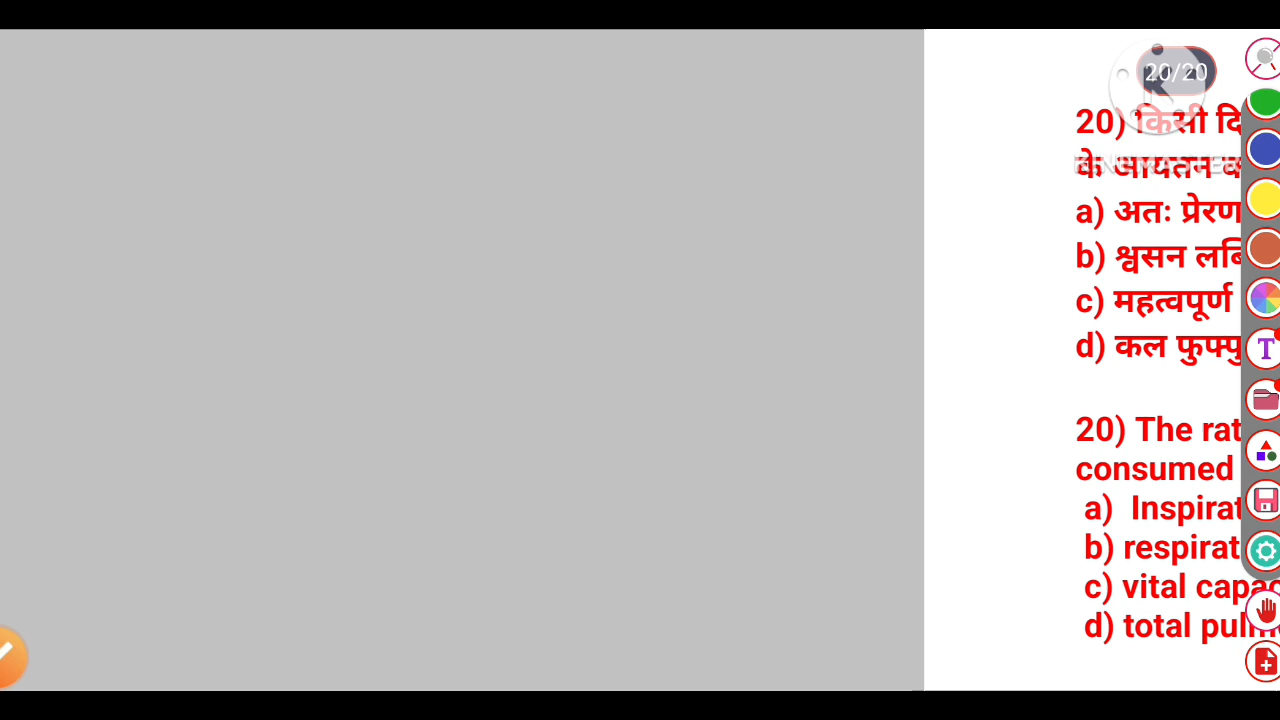 20/20
20) किसी दि
के आयतन क
a) अतः प्रेरण
b) श्वसन लब्
c) महत्वपूर्ण
d) कल फुफ्फु
KINEMASTER
20) The rat
consumed
a) Inspirat
b) respirat
c) vital capac
d) total pulm
T